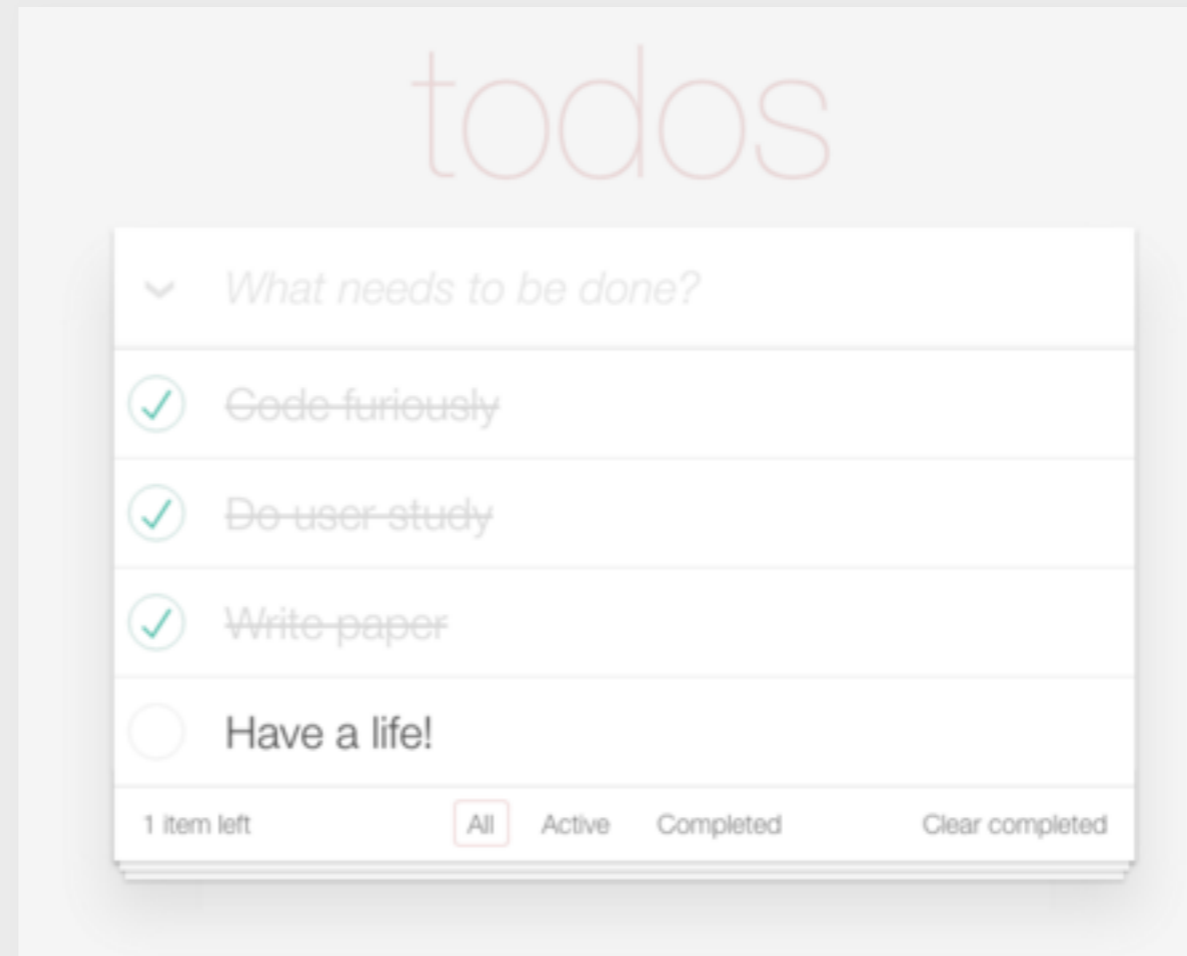 todos
What needs to be done?
Code furiously
Do user study
Write paper
Have a life!
1 item left All Active Completed Clear completed